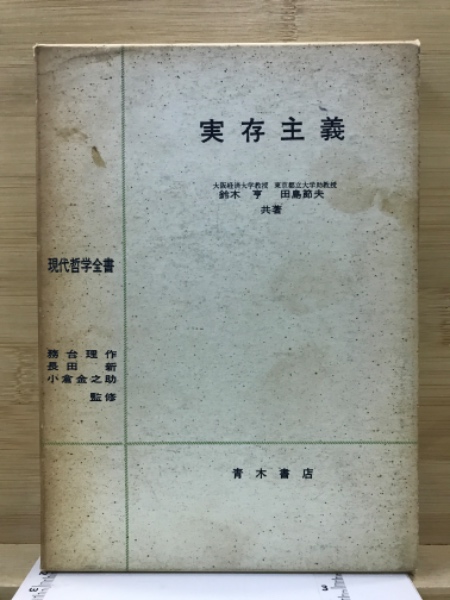 実存主義
大阪経済大学教授 東京都立大学助教授
鈴木 亨 田島節夫
共著
現代哲学全書
務台理作
長田 新
小倉金之助
監修
青木書店
3